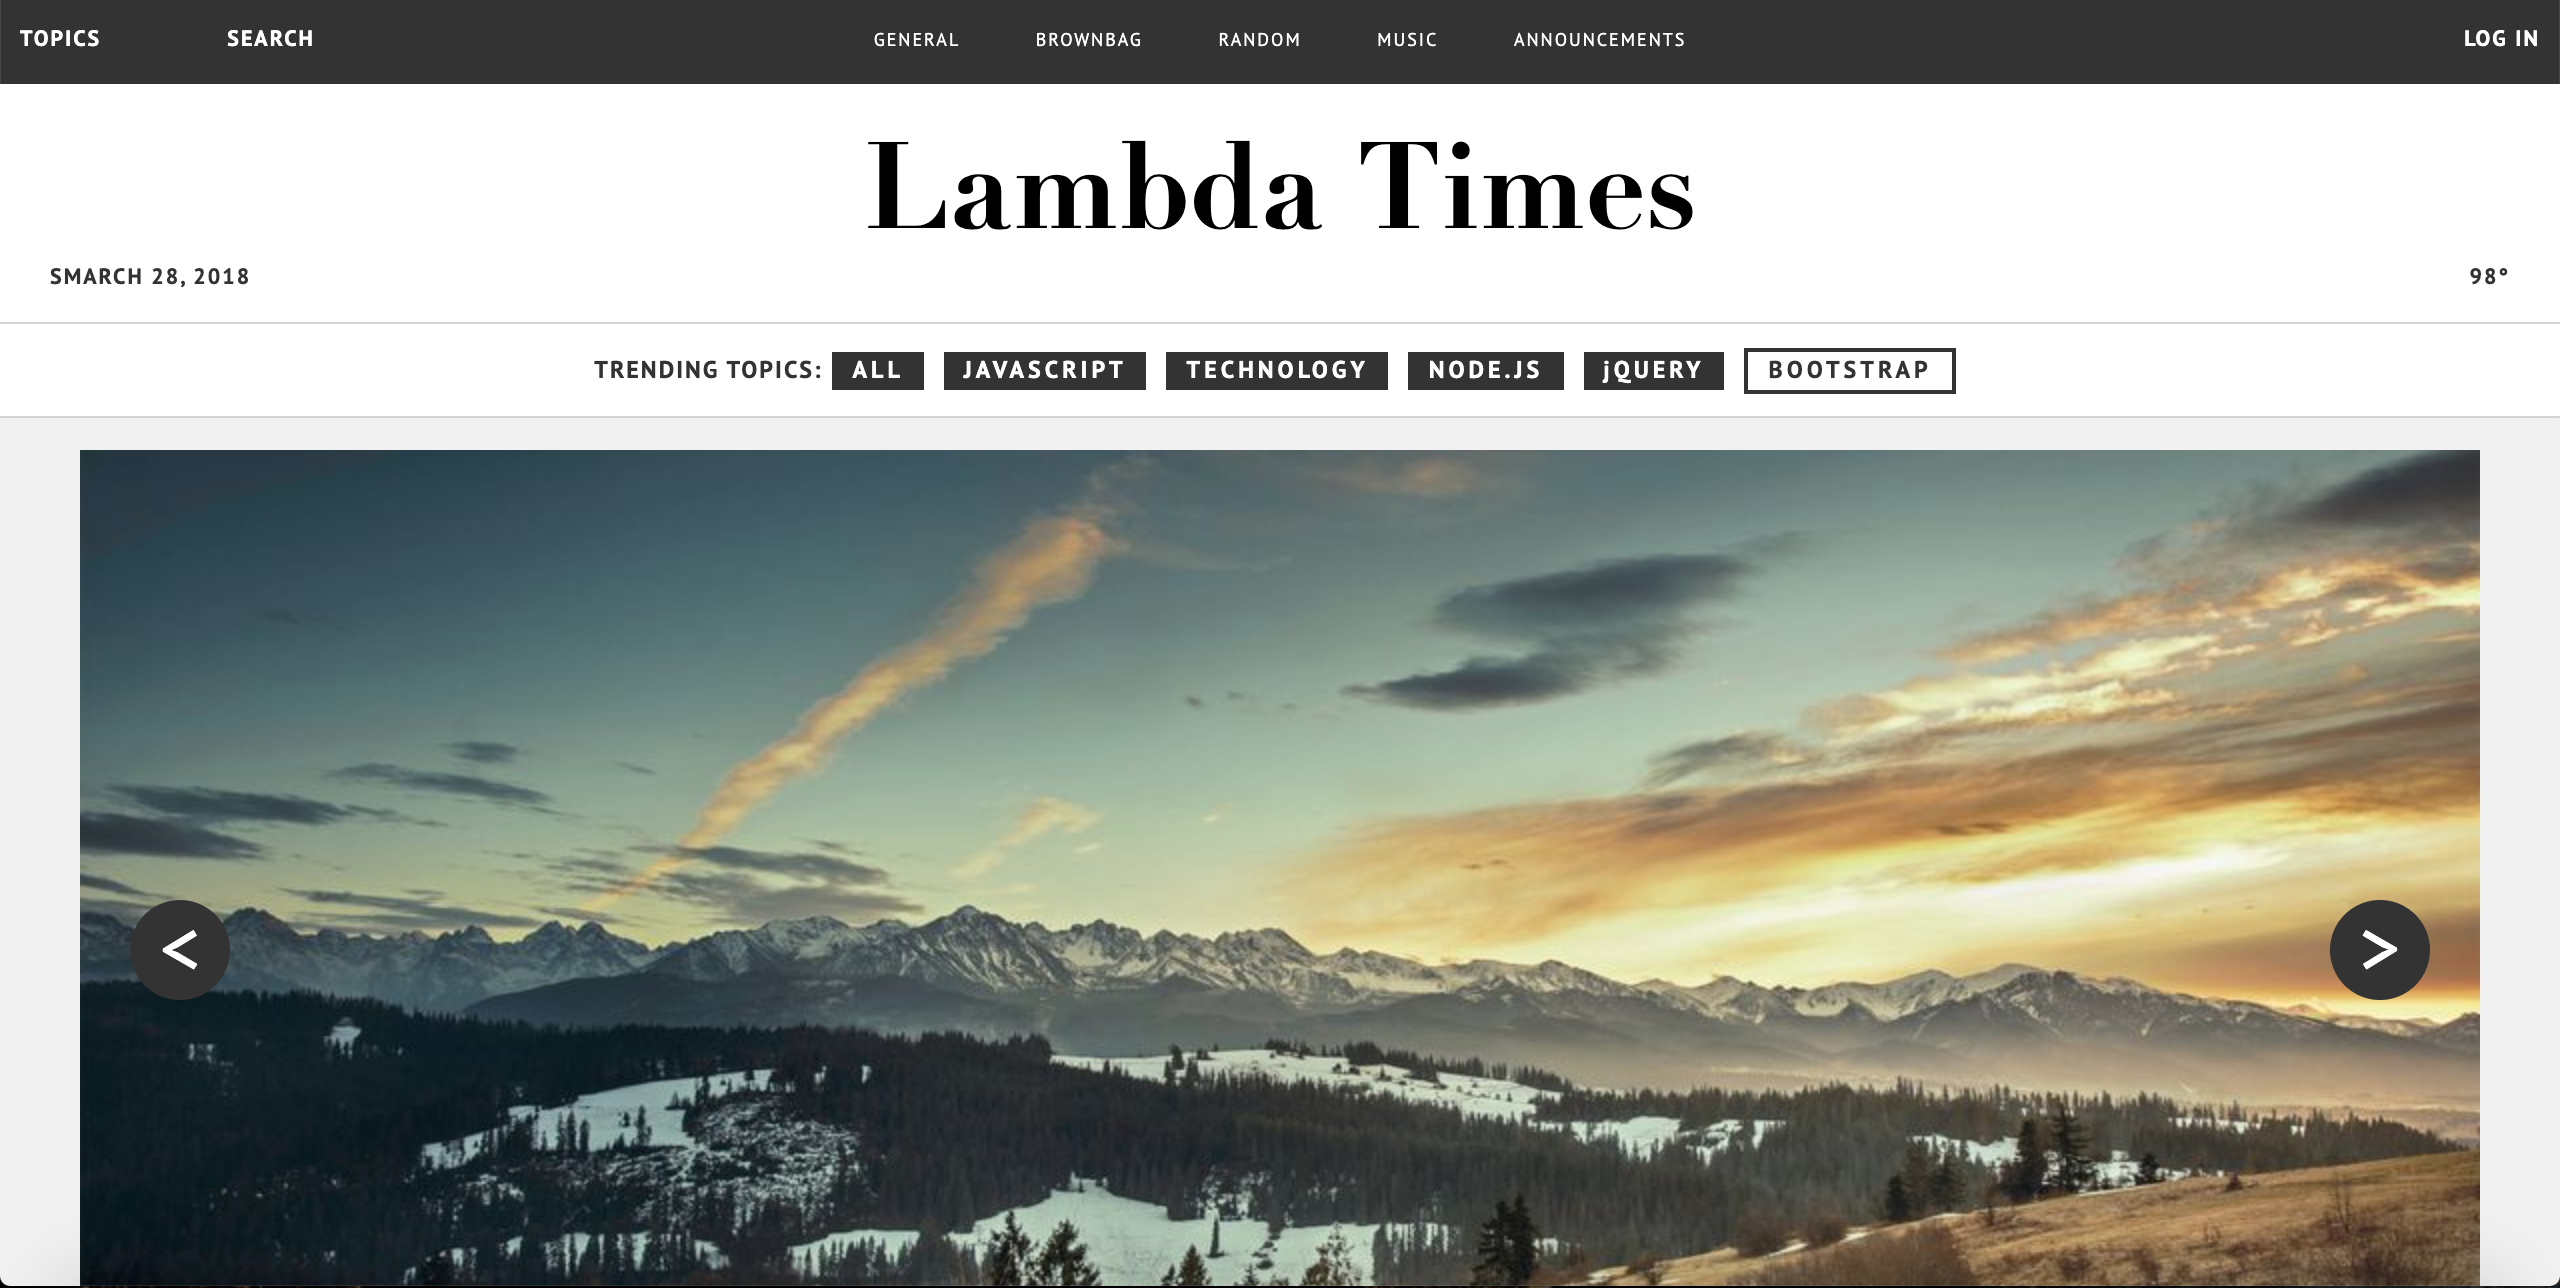 TOPICS SEARCH GENERAL BROWNBAG RANDOM MUSIC ANNOUNCEMENTS LOG IN
Lambda Times
SMARCH 28, 2018 98°
TRENDING TOPICS: ALL JAVASCRIPT TECHNOLOGY NODE.JS jQUERY BOOTSTRAP
< >